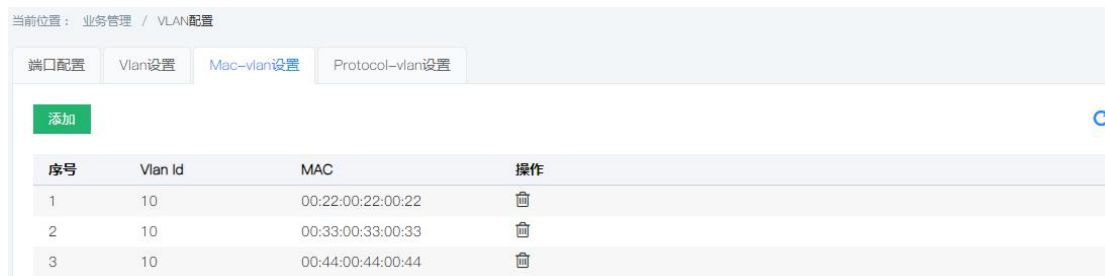 当前位置： 业务管理 / VLAN配置
端口配置 Vlan设置 Mac-vlan设置 Protocol-vlan设置
添加
序号 Vlan Id MAC 操作
1 10 00:22:00:22:00:22
2 10 00:33:00:33:00:33
3 10 00:44:00:44:00:44